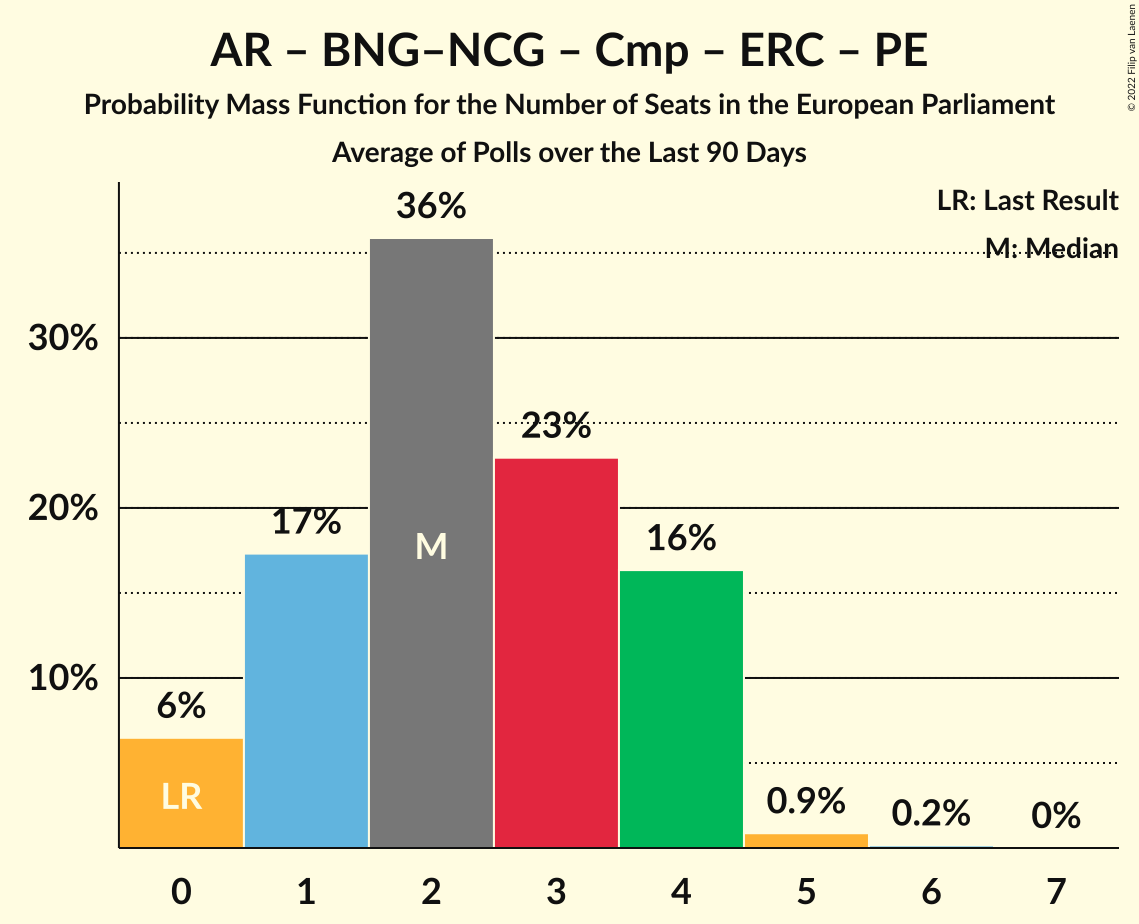 AR – BNG–NCG – Cmp – ERC – PE
Probability Mass Function for the Number of Seats in the European Parliament
Average of Polls over the Last 90 Days
© 2022 Filip van Laenen
LR: Last Result
M: Median
30%
20%
10%
6%
17%
36%
23%
16%
0.9%
0.2%
0%
LR
M
0 1 2 3 4 5 6 7